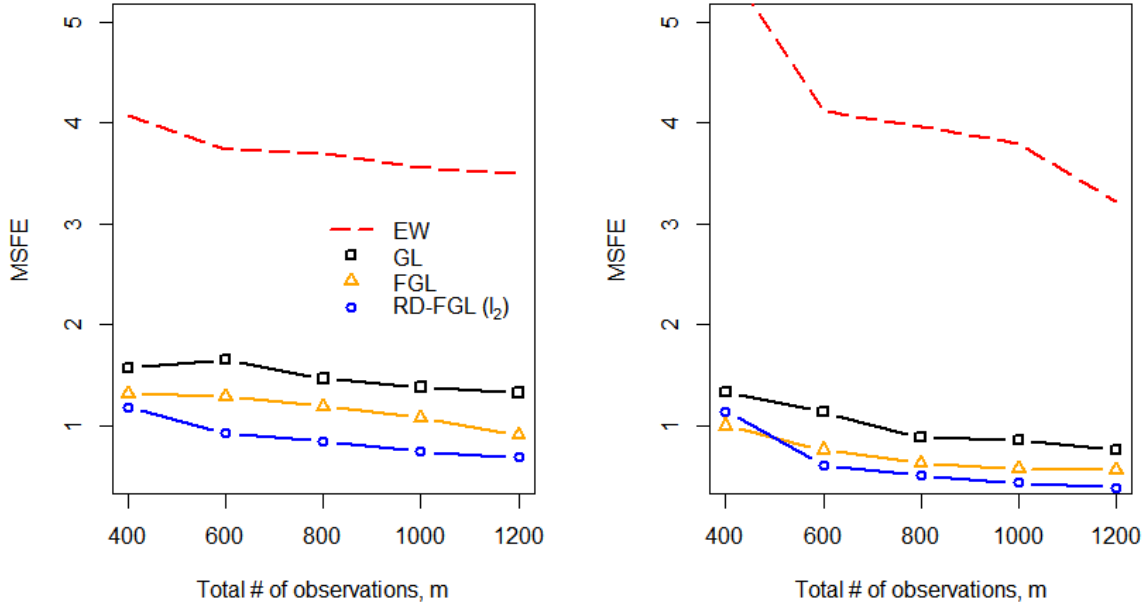 5
4
3
2
1
MSFE
EW
GL
FGL
RD-FGL (l₂)
400 600 800 1000 1200
Total # of observations, m
5
4
3
2
1
MSFE
400 600 800 1000 1200
Total # of observations, m